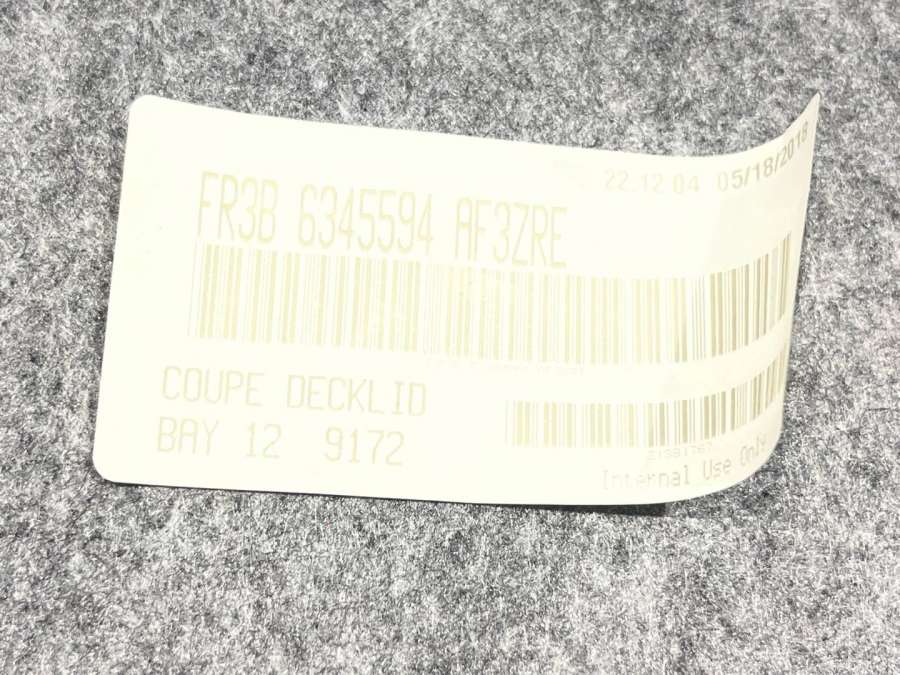 22.12.04 05/18/2018
FR3B 6345594 AF3ZRE
COUPE DECKLID
BAY 12 9172
Internal Use Only